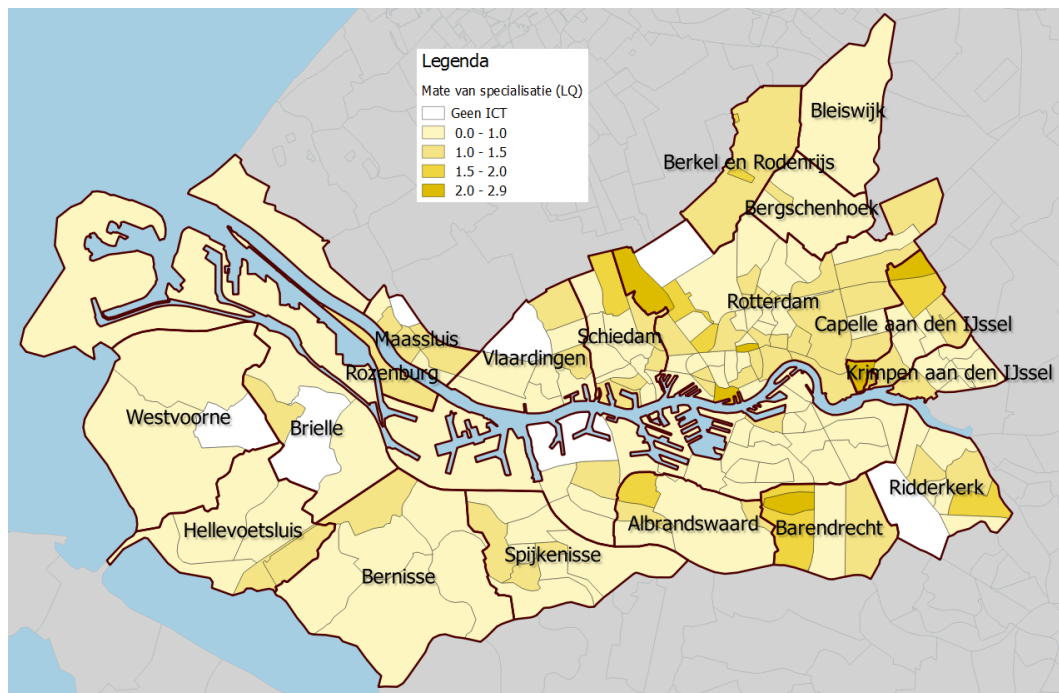 Legenda
Mate van specialisatie (LQ)
Geen ICT
0.0 - 1.0
1.0 - 1.5
1.5 - 2.0
2.0 - 2.9
Bleiswijk
Berkel en Rodenrijs
Bergschenhoek
Rotterdam
Capelle aan den IJssel
Maassluis
Schiedam
Vlaardingen
Rozenburg
Krimpen aan den IJssel
Westvoorne
Brielle
Ridderkerk
Hellevoetsluis
Albrandswaard
Barendrecht
Spijkenisse
Bernisse